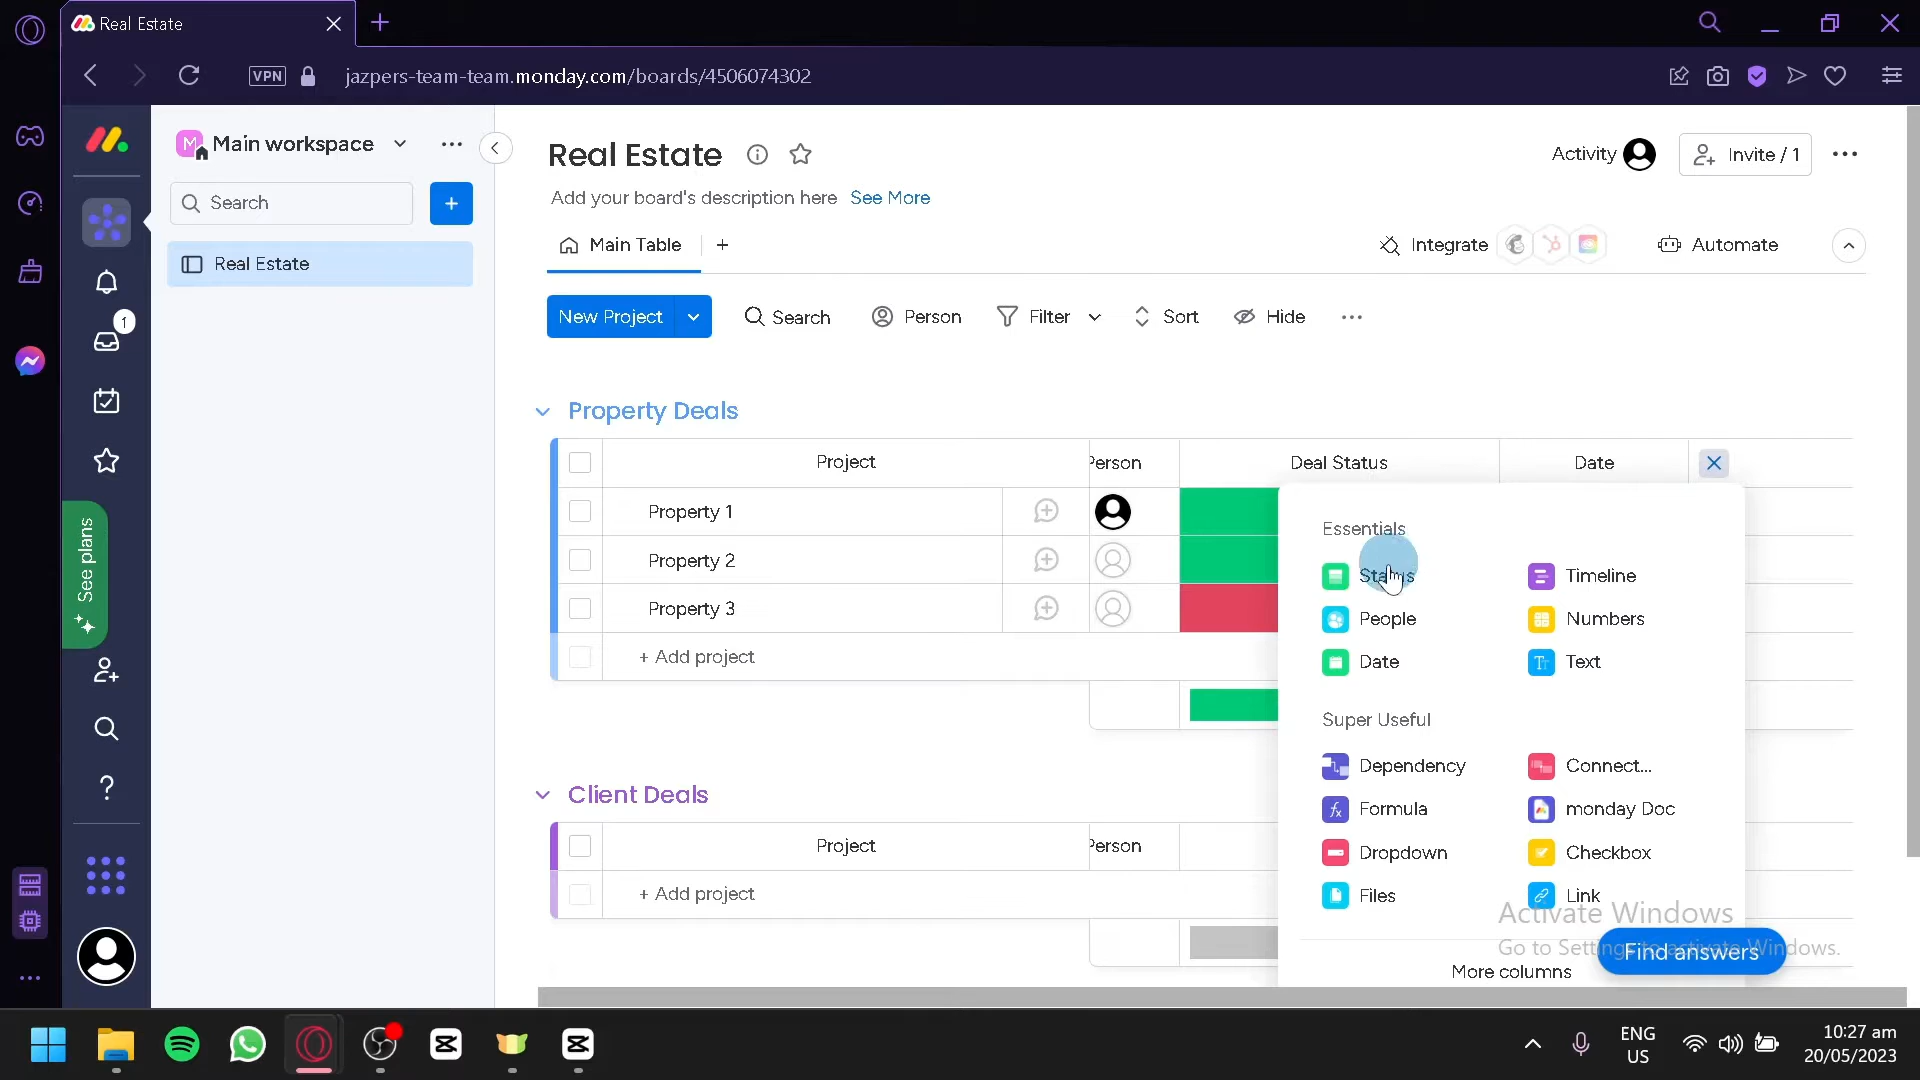 Real Estate
VPN
jazpers-team-team.monday.com/boards/4506074302
M
Main workspace
Search
+
Real Estate
1
See plans
Real Estate
Activity
Invite / 1
Add your board's description here See More
Main Table
+
Integrate
Automate
New Project
Search
Person
Filter
Sort
Hide
Property Deals
Project
Person
Deal Status
Date
Property 1
Property 2
Property 3
+ Add project
Client Deals
Project
Person
+ Add project
Essentials
Status
Timeline
People
Numbers
Date
Text
Super Useful
Dependency
Connect...
Formula
monday Doc
Dropdown
Checkbox
Files
Link
More columns
Activate Windows
Go to Settings to activate Windows.
Find answers
ENG
US
10:27 am
20/05/2023